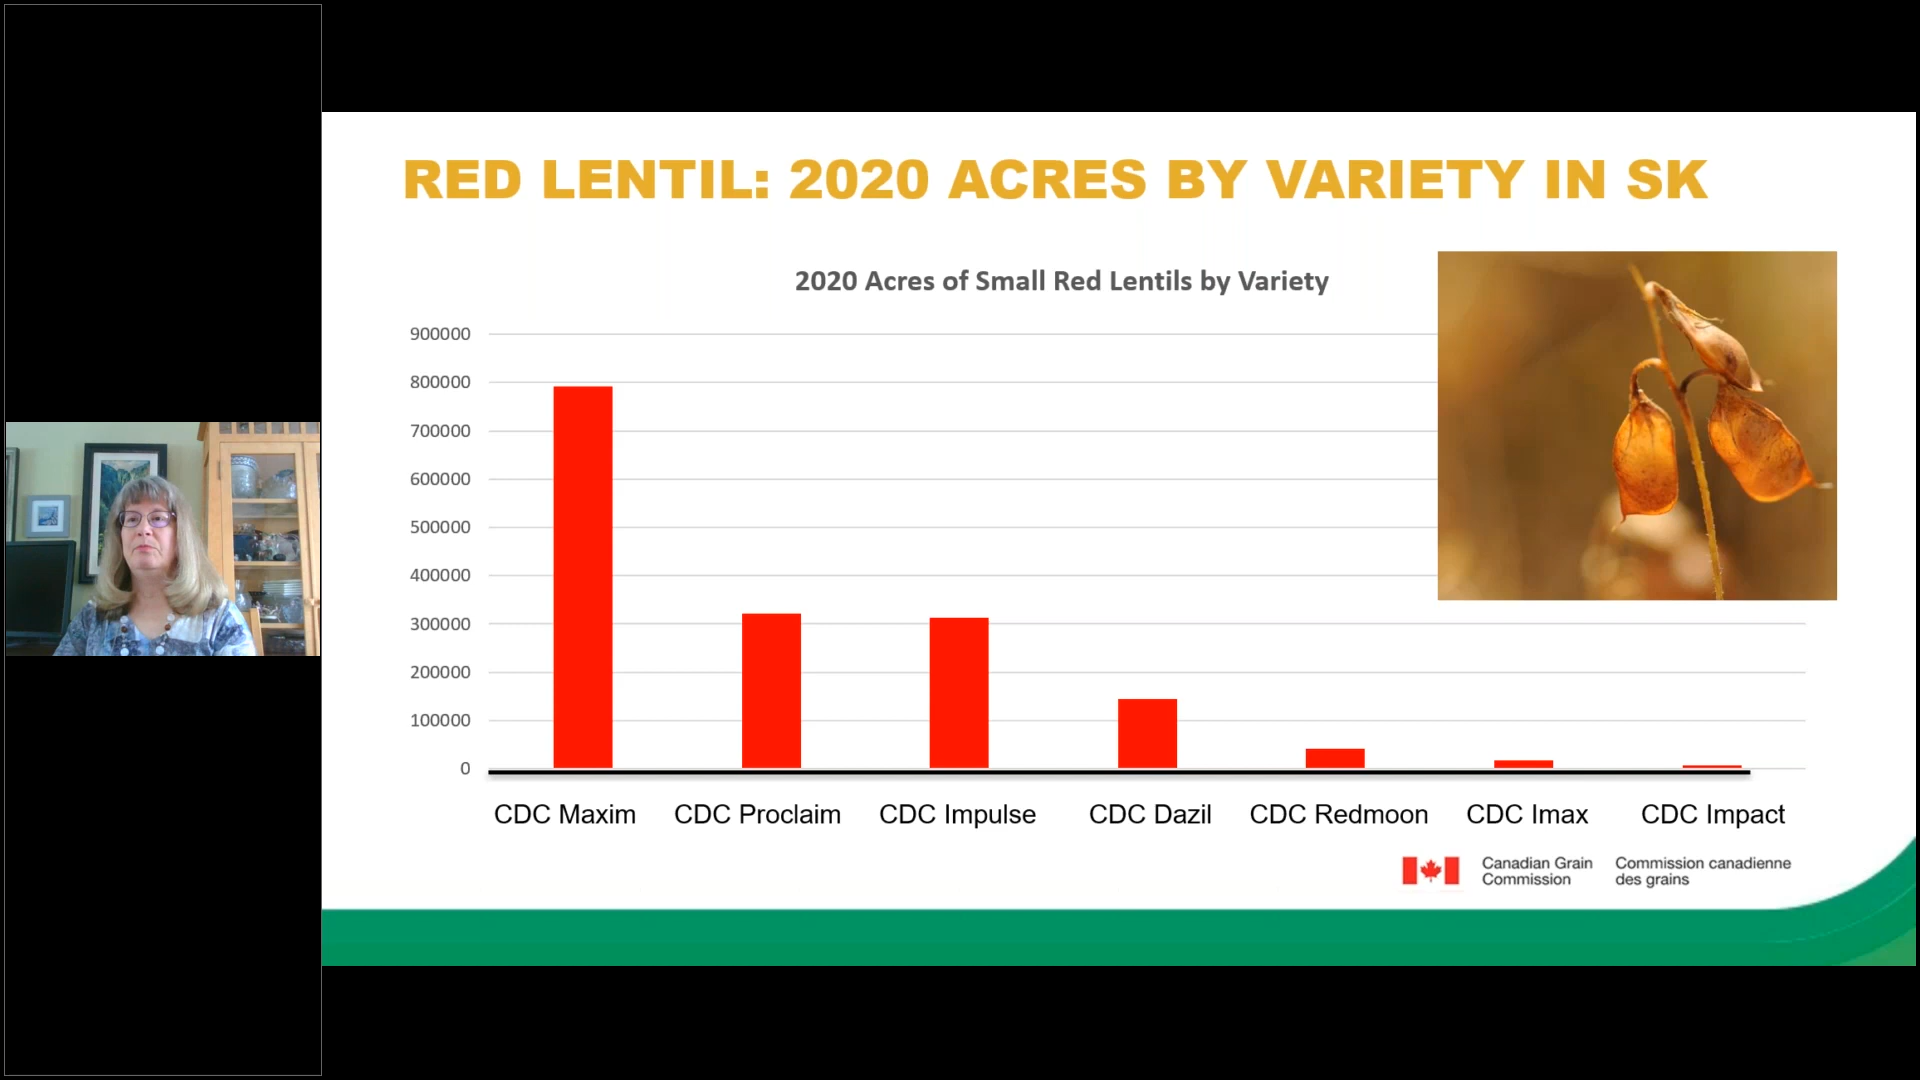 RED LENTIL: 2020 ACRES BY VARIETY IN SK
2020 Acres of Small Red Lentils by Variety
900000
800000
700000
600000
500000
400000
300000
200000
100000
0
CDC Maxim CDC Proclaim CDC Impulse CDC Dazil CDC Redmoon CDC Imax CDC Impact
Canadian Grain Commission canadienne
Commission des grains